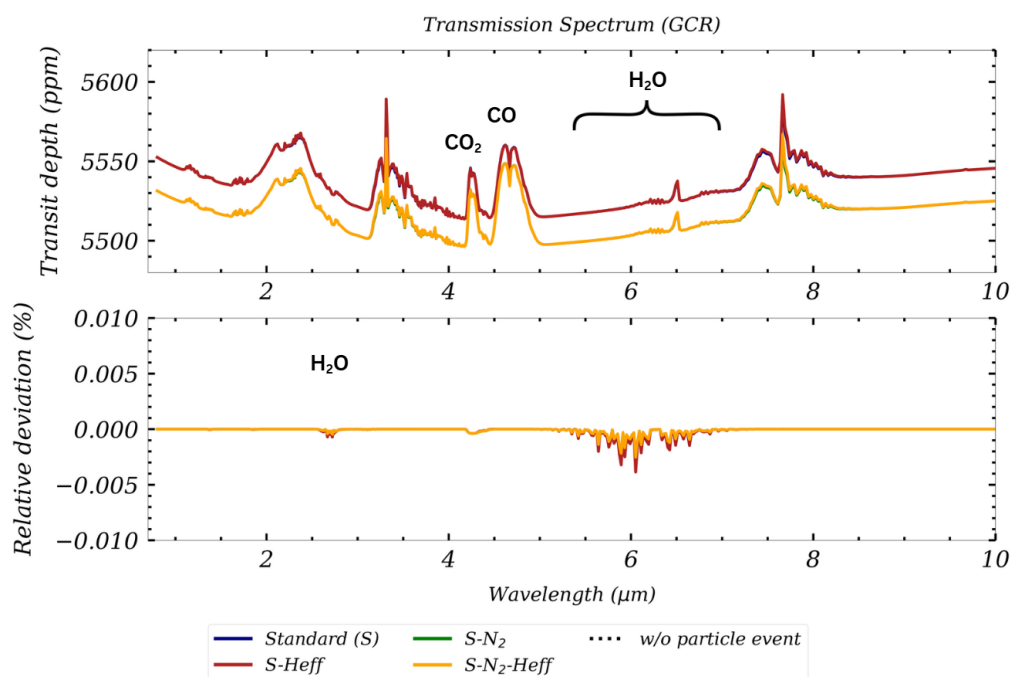 Transmission Spectrum (GCR)
Transit depth (ppm)
5600
5550
5500
H₂O
CO
CO₂
2
4
6
8
10
Relative deviation (%)
0.010
0.005
0.000
−0.005
−0.010
H₂O
2
4
6
8
10
Wavelength (μm)
Standard (S)
S-N₂
w/o particle event
S-Heff
S-N₂-Heff